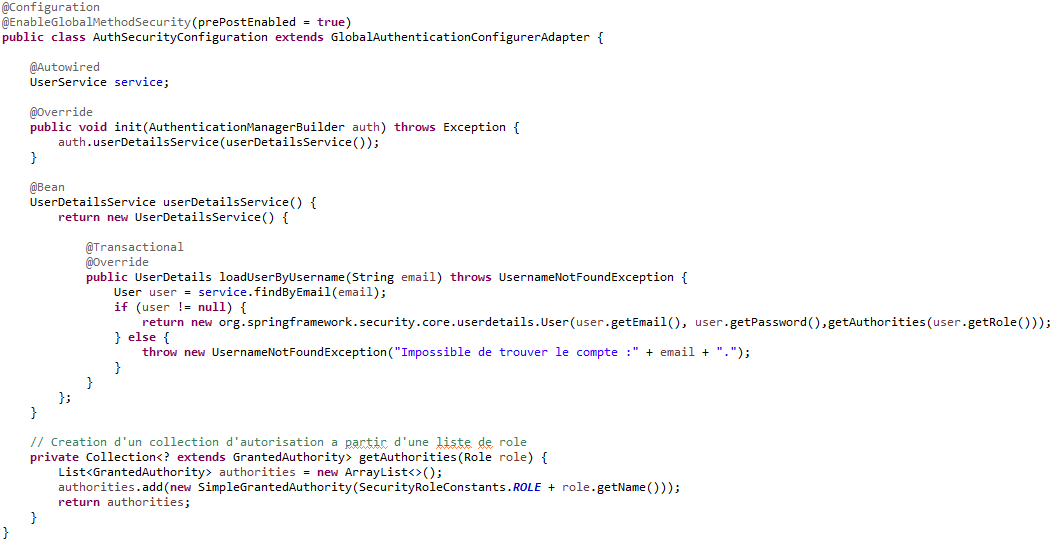 @Configuration
@EnableGlobalMethodSecurity(prePostEnabled = true)
public class AuthSecurityConfiguration extends GlobalAuthenticationConfigurerAdapter {
@Autowired
UserService service;
@Override
public void init(AuthenticationManagerBuilder auth) throws Exception {
auth.userDetailsService(userDetailsService());
}
@Bean
UserDetailsService userDetailsService() {
return new UserDetailsService() {
@Transactional
@Override
public UserDetails loadUserByUsername(String email) throws UsernameNotFoundException {
User user = service.findByEmail(email);
if (user != null) {
return new org.springframework.security.core.userdetails.User(user.getEmail(), user.getPassword(),getAuthorities(user.getRole()));
} else {
throw new UsernameNotFoundException("Impossible de trouver le compte :" + email + ".");
}
}
};
}
// Creation d'un collection d'autorisation a partir d'une liste de role
private Collection<? extends GrantedAuthority> getAuthorities(Role role) {
List<GrantedAuthority> authorities = new ArrayList<>();
authorities.add(new SimpleGrantedAuthority(SecurityRoleConstants.ROLE + role.getName()));
return authorities;
}
}